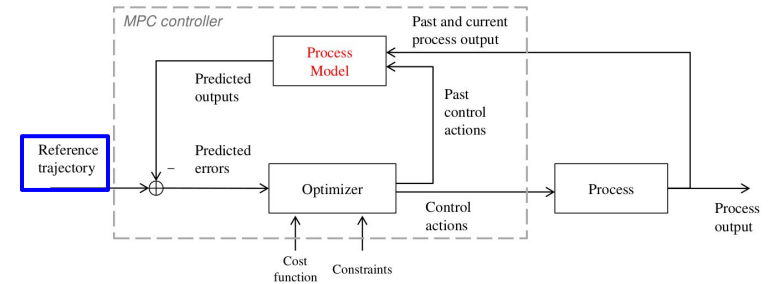 MPC controller
Past and current
process output
Process
Model
Predicted
outputs
Past
control
actions
Reference
trajectory
–
Predicted
errors
Optimizer
Process
Control
actions
Process
output
Cost
function
Constraints